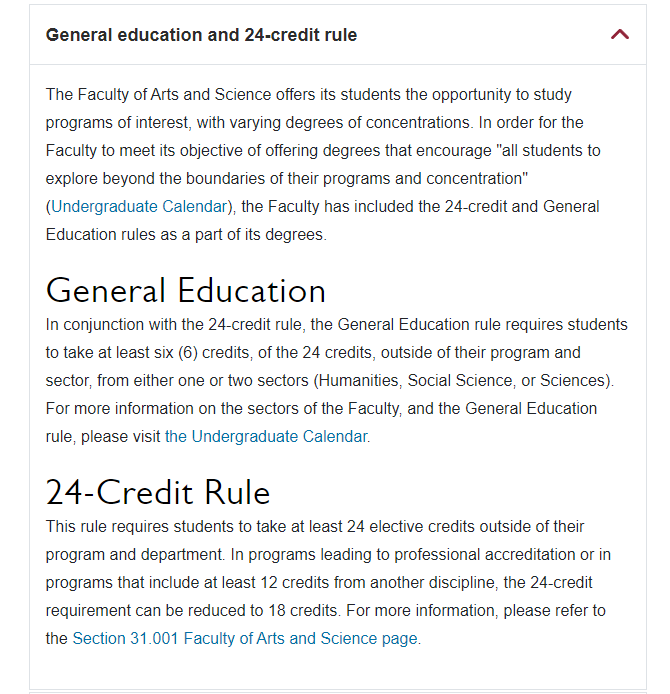 General education and 24-credit rule
The Faculty of Arts and Science offers its students the opportunity to study
programs of interest, with varying degrees of concentrations. In order for the
Faculty to meet its objective of offering degrees that encourage "all students to
explore beyond the boundaries of their programs and concentration"
(Undergraduate Calendar), the Faculty has included the 24-credit and General
Education rules as a part of its degrees.
General Education
In conjunction with the 24-credit rule, the General Education rule requires students
to take at least six (6) credits, of the 24 credits, outside of their program and
sector, from either one or two sectors (Humanities, Social Science, or Sciences).
For more information on the sectors of the Faculty, and the General Education
rule, please visit the Undergraduate Calendar.
24-Credit Rule
This rule requires students to take at least 24 elective credits outside of their
program and department. In programs leading to professional accreditation or in
programs that include at least 12 credits from another discipline, the 24-credit
requirement can be reduced to 18 credits. For more information, please refer to
the Section 31.001 Faculty of Arts and Science page.